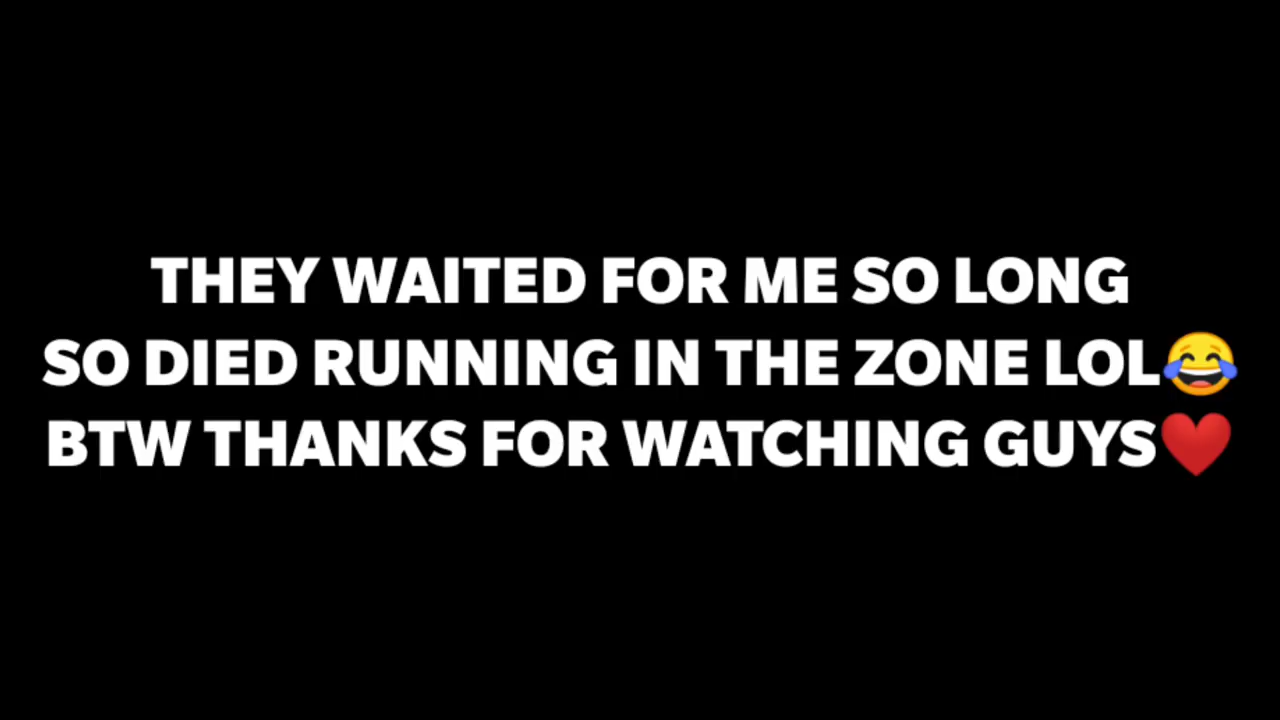 THEY WAITED FOR ME SO LONG
SO DIED RUNNING IN THE ZONE LOL😂
BTW THANKS FOR WATCHING GUYS❤️